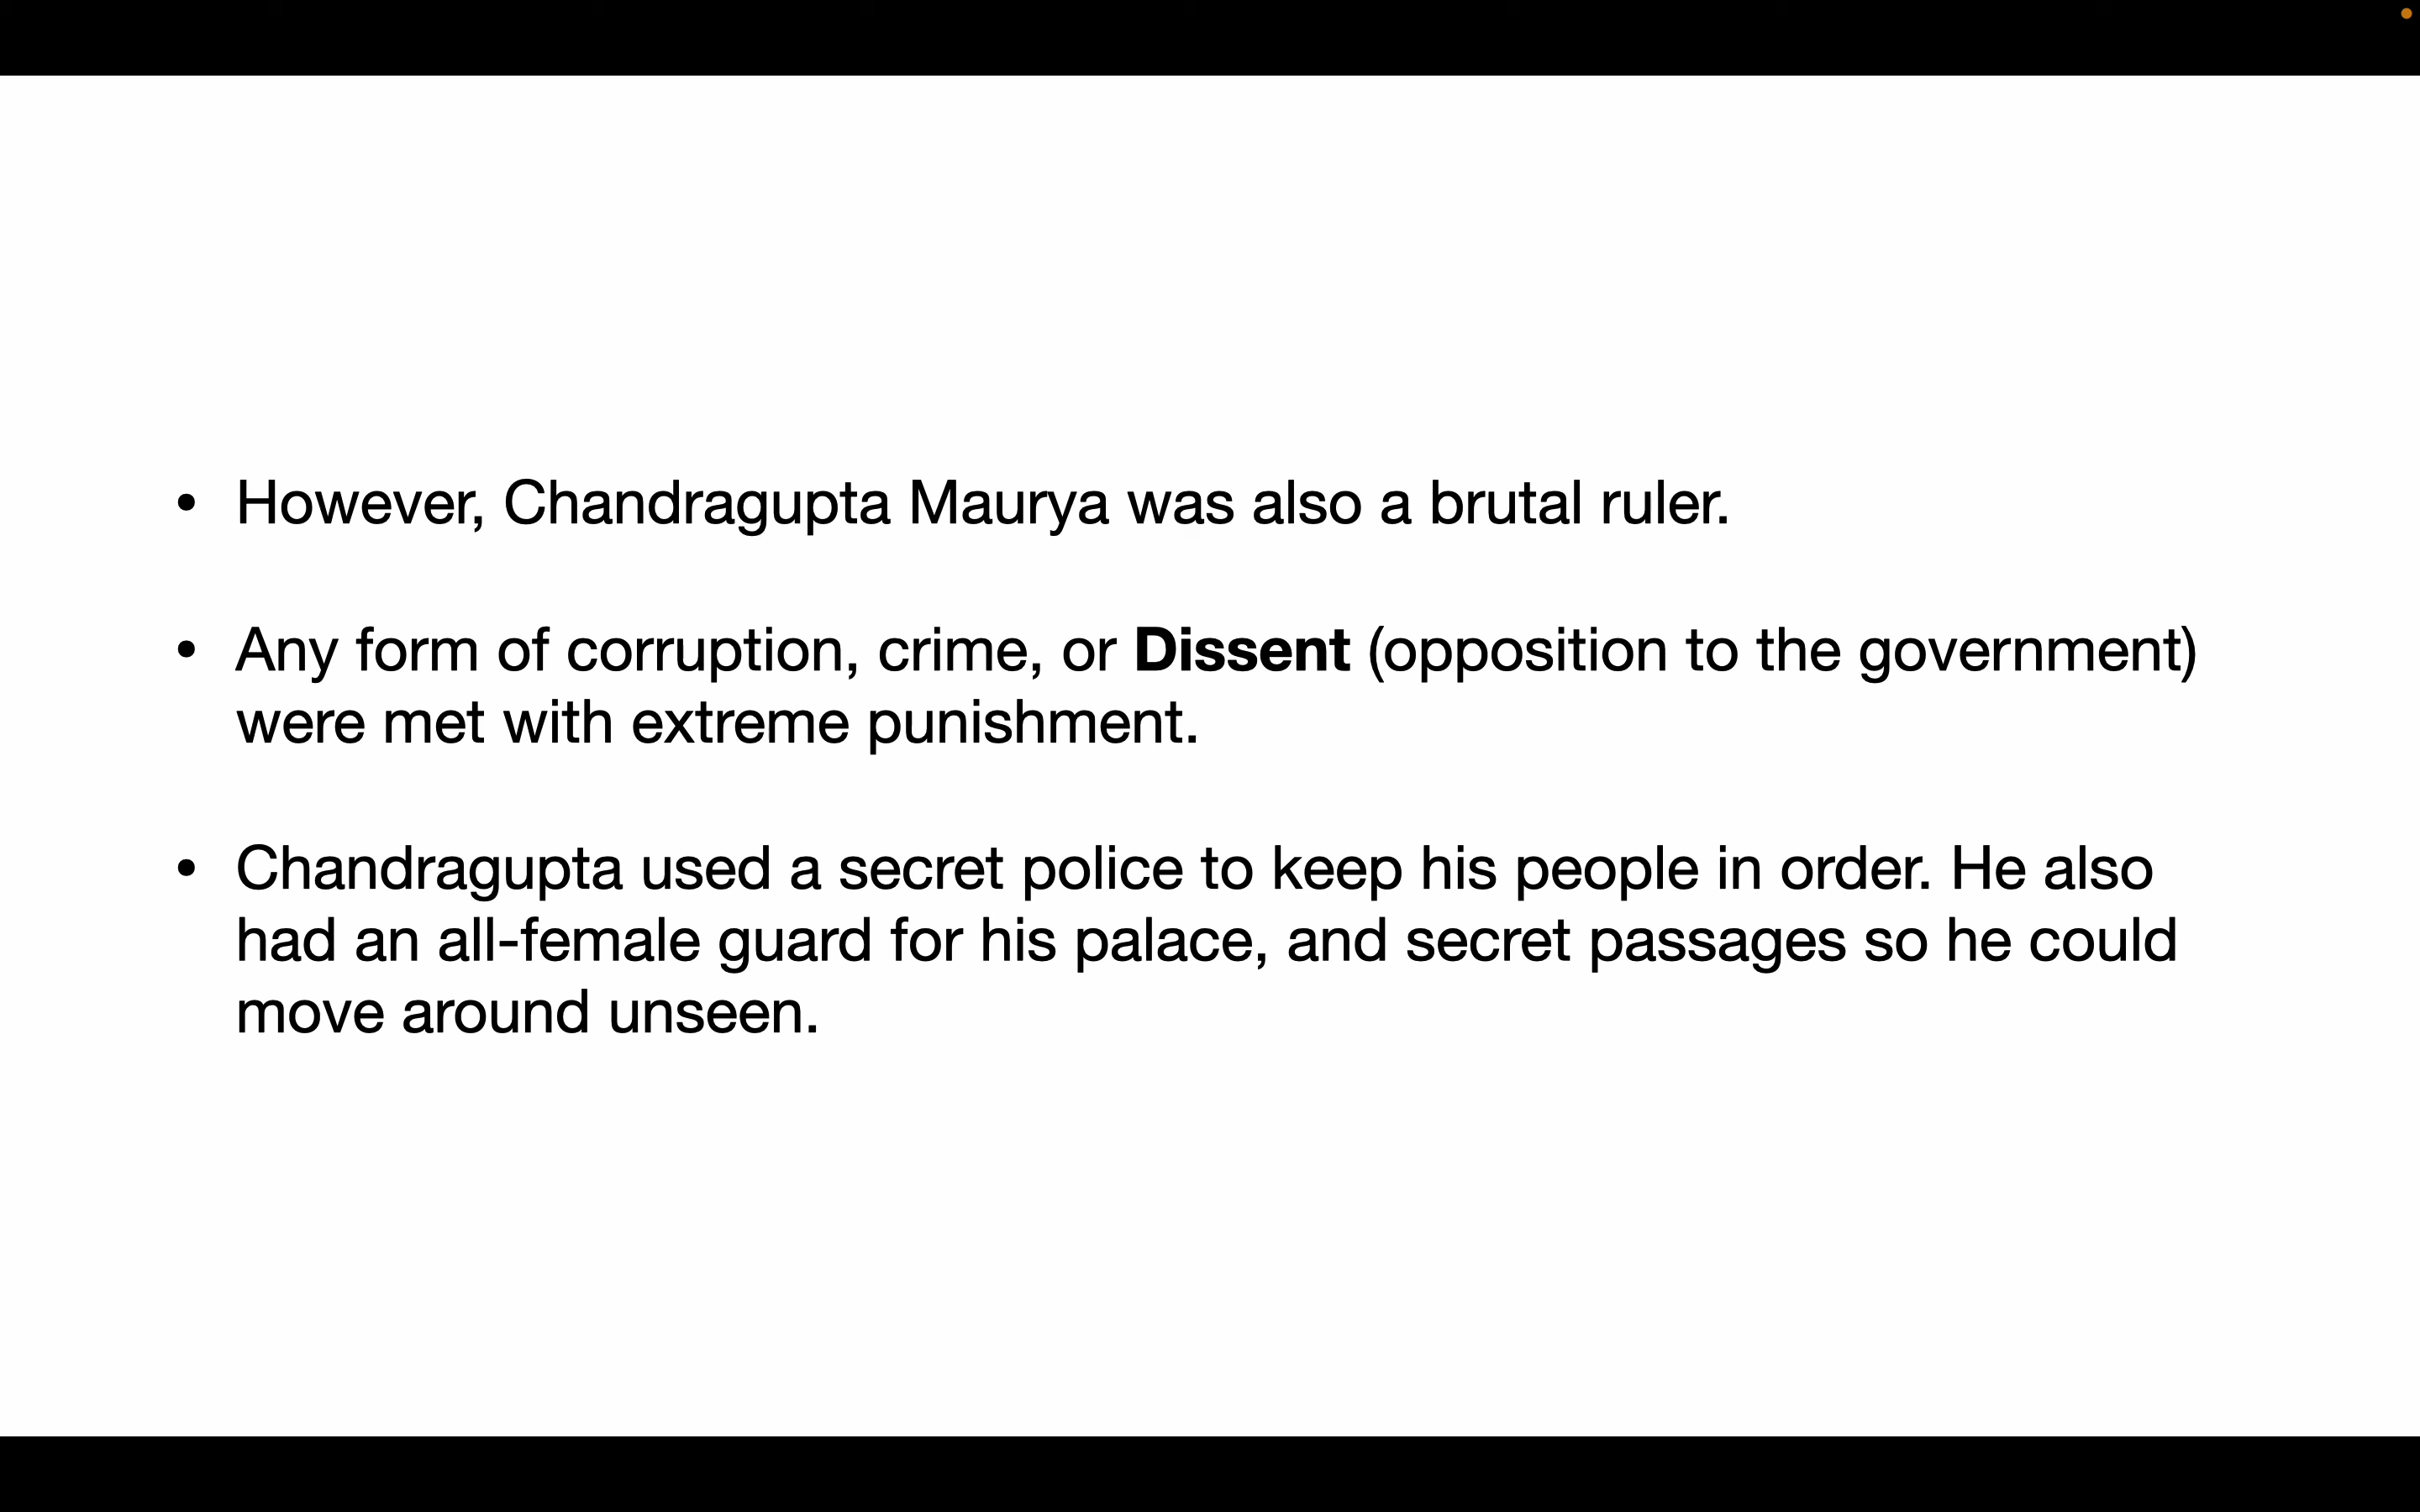 • However, Chandragupta Maurya was also a brutal ruler.
• Any form of corruption, crime, or Dissent (opposition to the government)
were met with extreme punishment.
• Chandragupta used a secret police to keep his people in order. He also
had an all-female guard for his palace, and secret passages so he could
move around unseen.